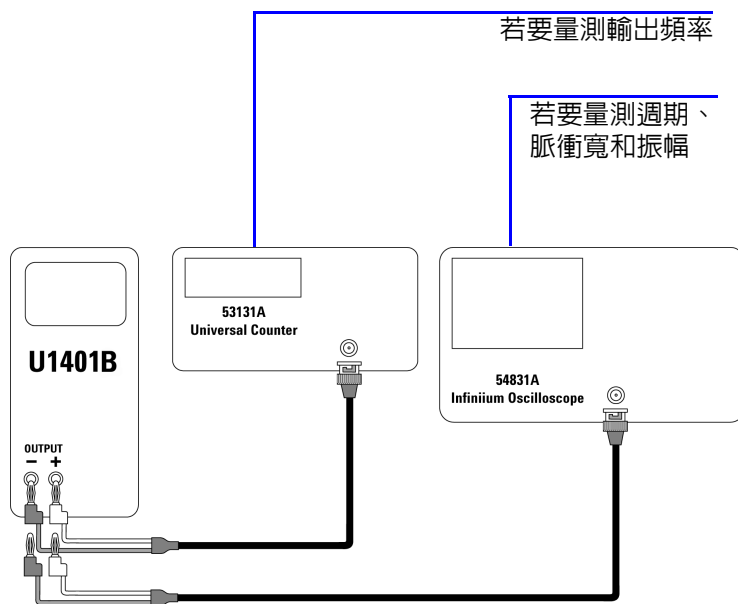 若要量測輸出頻率
若要量測週期、
脈衝寬和振幅
53131A
Universal Counter
U1401B
54831A
Infiniium Oscilloscope
OUTPUT
− +